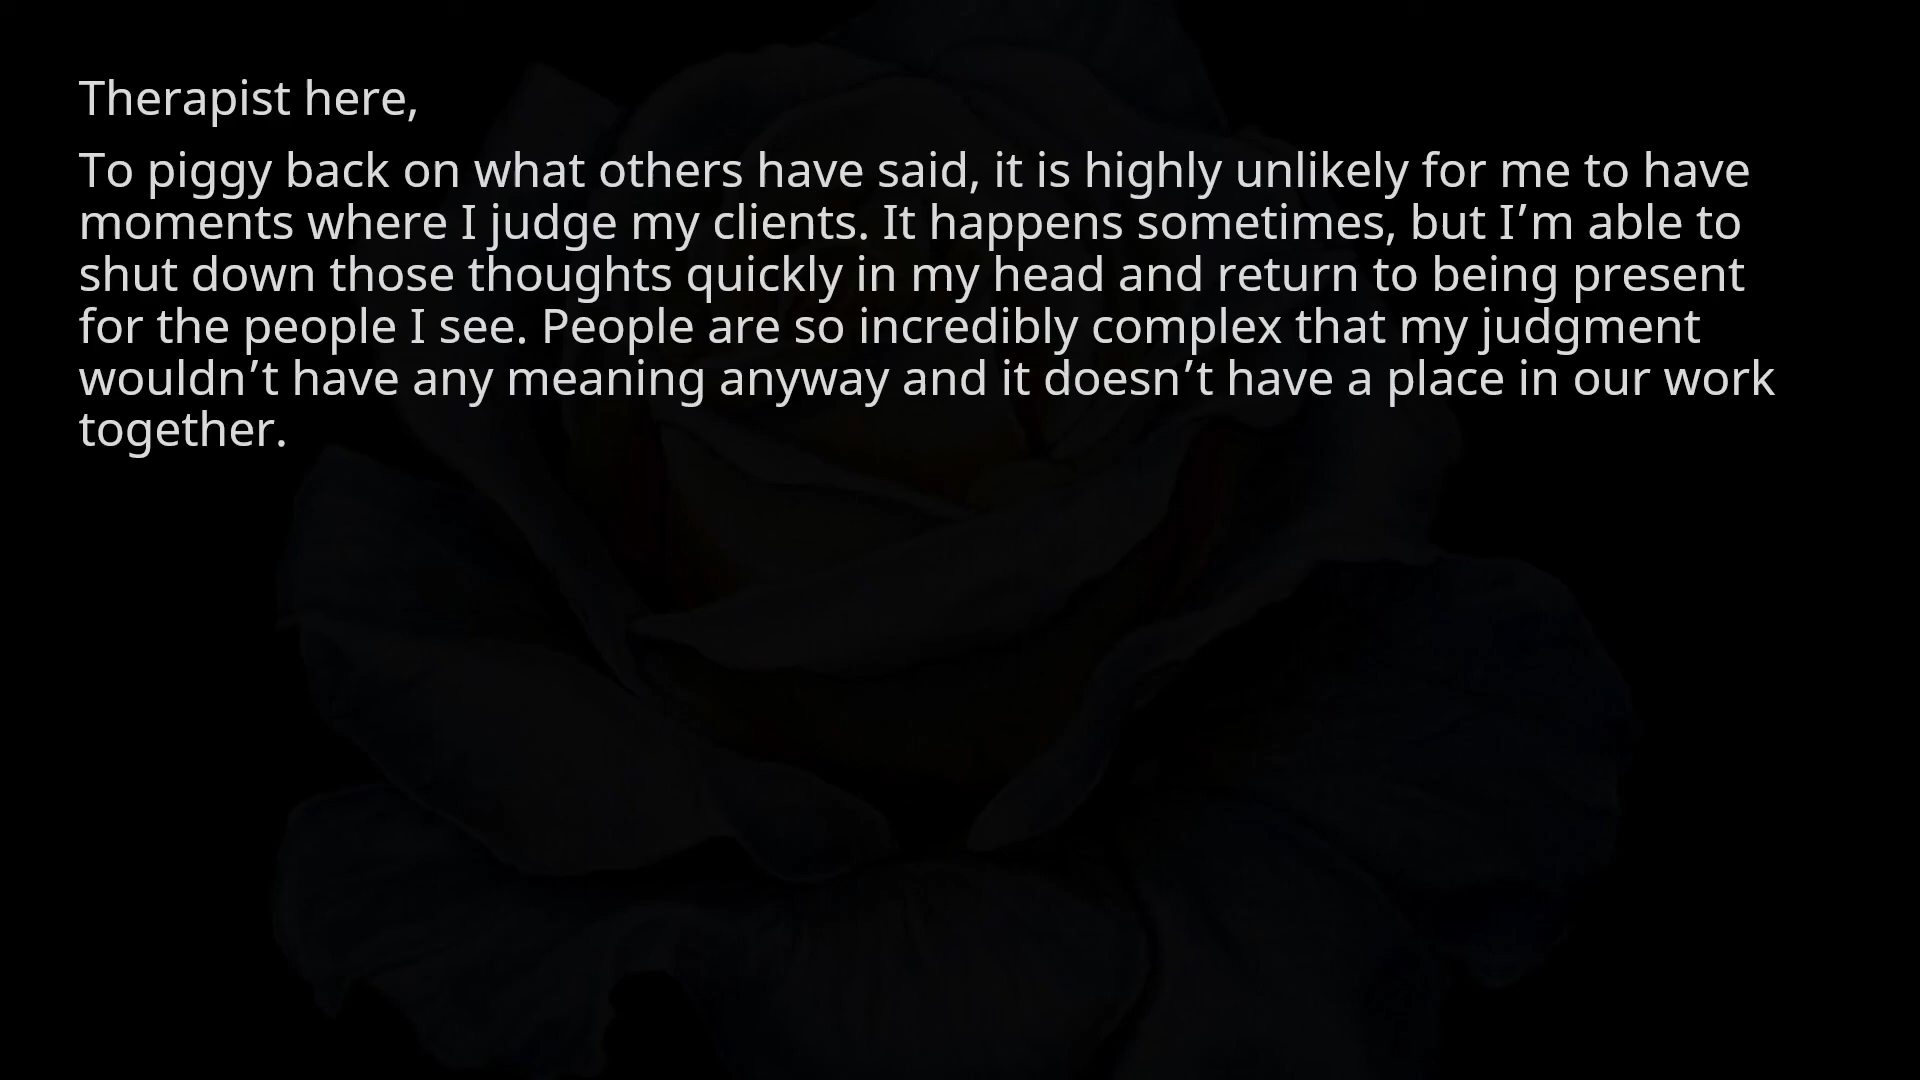 Therapist here,
To piggy back on what others have said, it is highly unlikely for me to have
moments where I judge my clients. It happens sometimes, but I’m able to
shut down those thoughts quickly in my head and return to being present
for the people I see. People are so incredibly complex that my judgment
wouldn’t have any meaning anyway and it doesn’t have a place in our work
together.